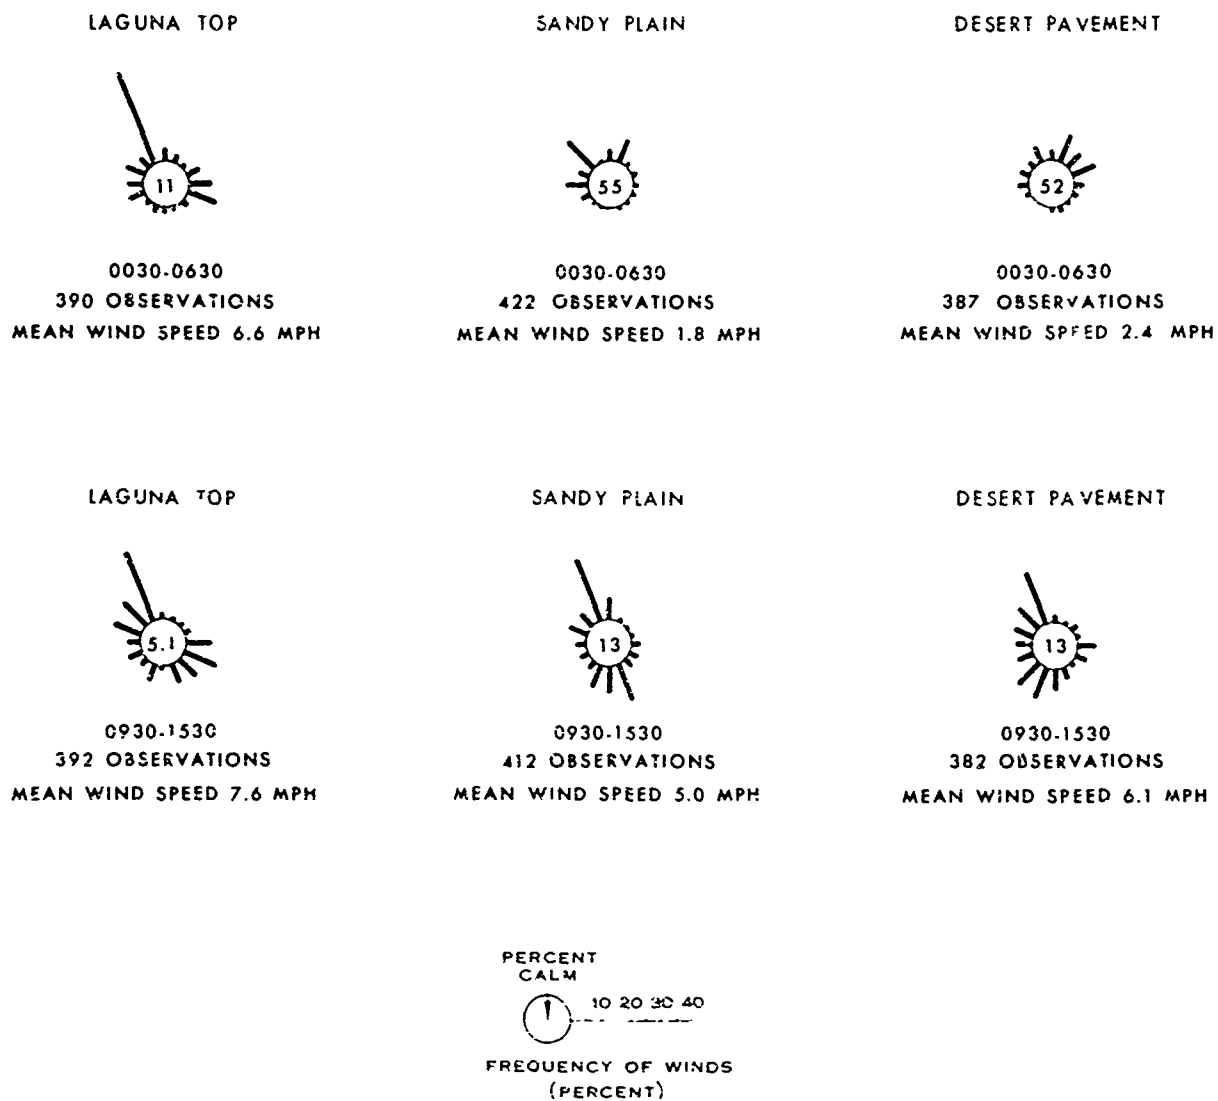 LAGUNA TOP
SANDY PLAIN
DESERT PAVEMENT
11
55
52
0030-0630
390 OBSERVATIONS
MEAN WIND SPEED 6.6 MPH
0030-0630
422 OBSERVATIONS
MEAN WIND SPEED 1.8 MPH
0030-0630
387 OBSERVATIONS
MEAN WIND SPEED 2.4 MPH
LAGUNA TOP
SANDY PLAIN
DESERT PAVEMENT
5.1
13
13
0930-1530
392 OBSERVATIONS
MEAN WIND SPEED 7.6 MPH
0930-1530
412 OBSERVATIONS
MEAN WIND SPEED 5.0 MPH
0930-1530
382 OBSERVATIONS
MEAN WIND SPEED 6.1 MPH
PERCENT
CALM
10 20 30 40
FREQUENCY OF WINDS
(PERCENT)